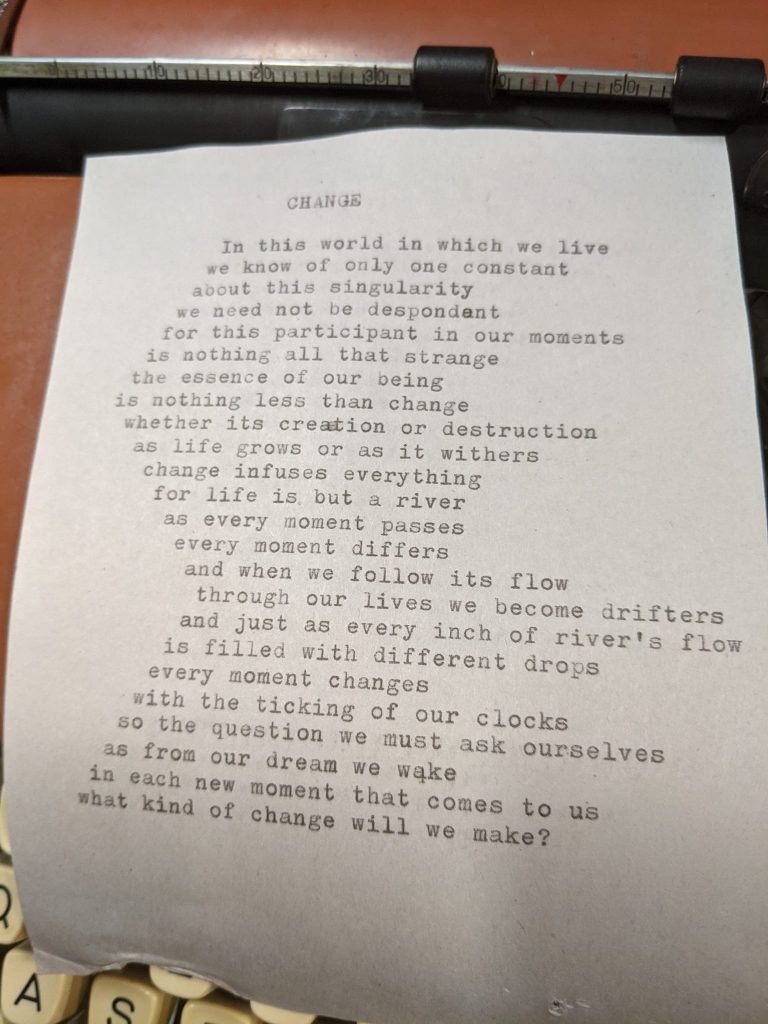 10 20 30 0 50
CHANGE
In this world in which we live
we know of only one constant
about this singularity
we need not be despondent
for this participant in our moments
is nothing all that strange
the essence of our being
is nothing less than change
whether its creation or destruction
as life grows or as it withers
change infuses everything
for life is but a river
as every moment passes
every moment differs
and when we follow its flow
through our lives we become drifters
and just as every inch of river's flow
is filled with different drops
every moment changes
with the ticking of our clocks
so the question we must ask ourselves
as from our dream we wake
in each new moment that comes to us
what kind of change will we make?
Q
A S